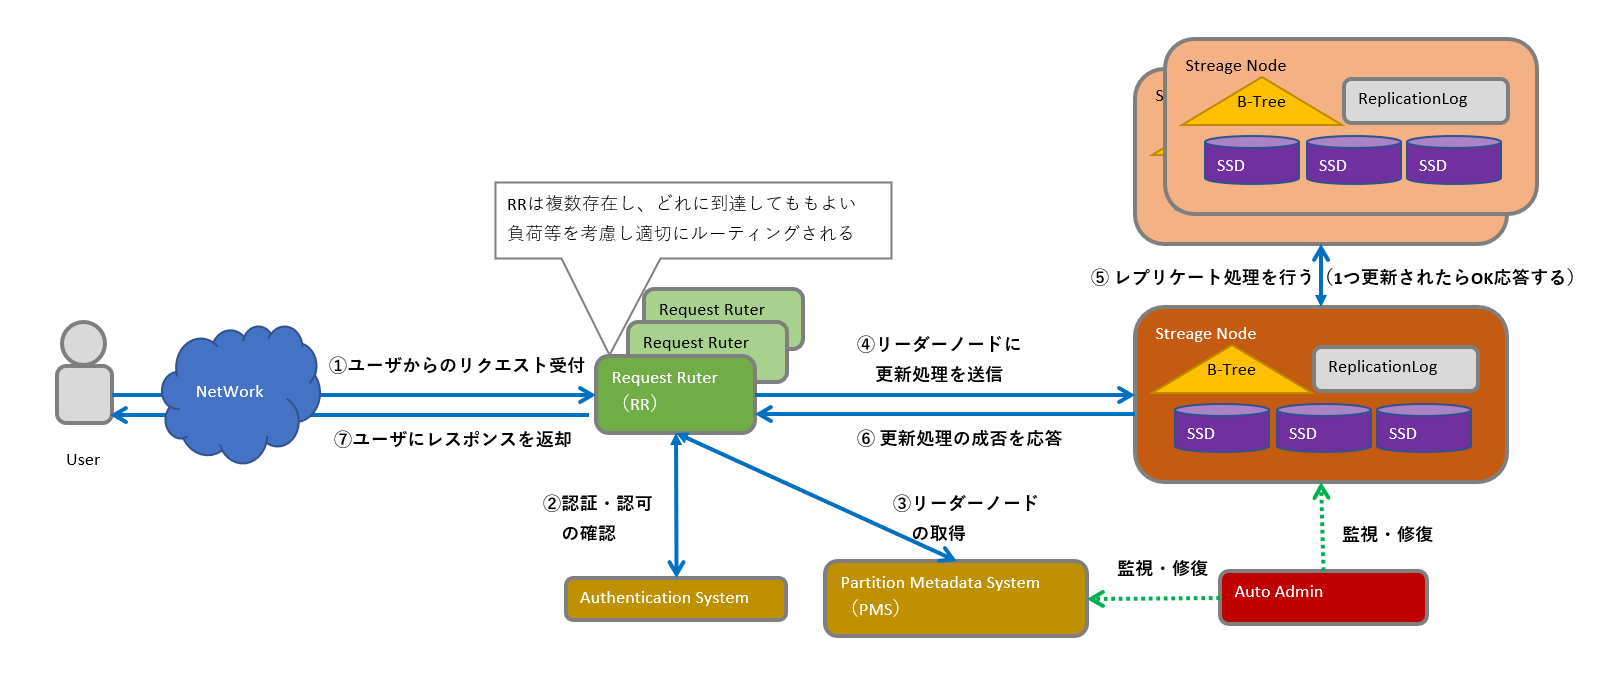 Streage Node
B-Tree
ReplicationLog
SSD
SSD
SSD
S
RRは複数存在し、どれに到達してももよい
負荷等を考慮し適切にルーティングされる
⑤ レプリケート処理を行う（1つ更新されたらOK応答する）
Request Ruter
Request Ruter
Request Ruter
（RR）
Streage Node
B-Tree
ReplicationLog
SSD
SSD
SSD
①ユーザからのリクエスト受付
④リーダーノードに
更新処理を送信
NetWork
⑦ユーザにレスポンスを返却
⑥ 更新処理の成否を応答
User
②認証・認可
の確認
③リーダーノード
の取得
監視・修復
監視・修復
Authentication System
Partition Metadata System
（PMS）
Auto Admin